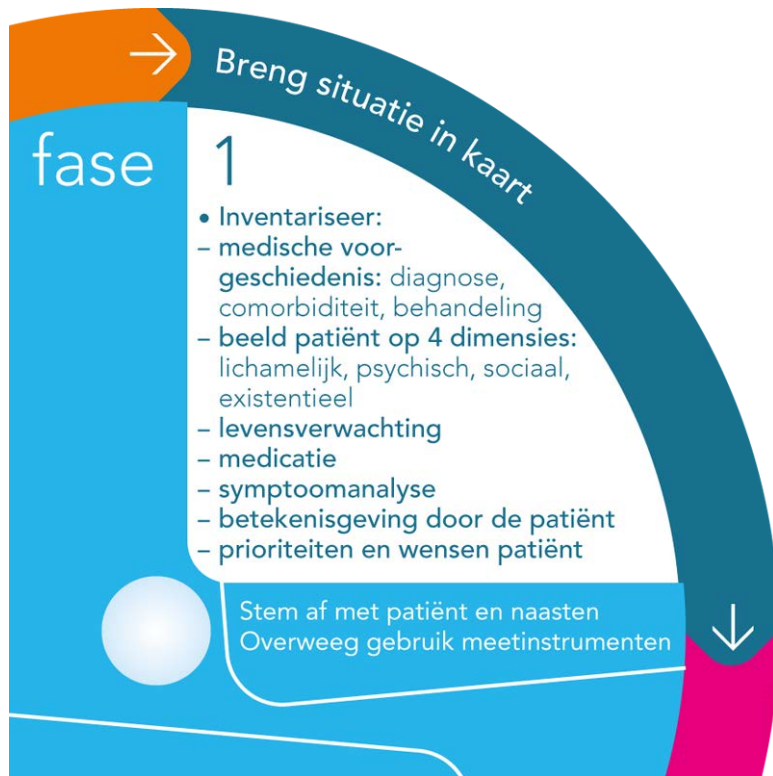 Breng situatie in kaart
fase 1
• Inventariseer:
– medische voor-
geschiedenis: diagnose,
comorbiditeit, behandeling
– beeld patiënt op 4 dimensies:
lichamelijk, psychisch, sociaal,
existentieel
– levensverwachting
– medicatie
– symptoomanalyse
– betekenisgeving door de patiënt
– prioriteiten en wensen patiënt
Stem af met patiënt en naasten
Overweeg gebruik meetinstrumenten